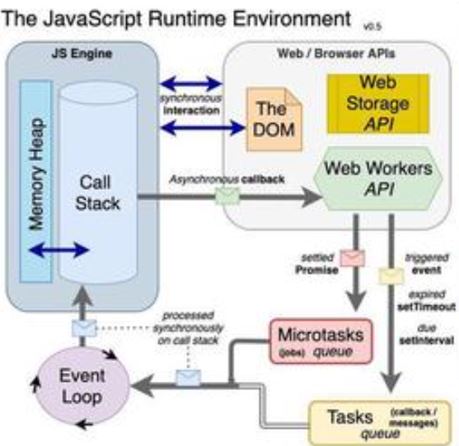 The JavaScript Runtime Environment v0.5
JS Engine
Memory Heap
Call
Stack
synchronous
interaction
Web / Browser APIs
The
DOM
Web
Storage
API
Web Workers
API
Asynchronous callback
settled
Promise
triggered
event
expired
setTimeout
due
setInterval
processed
synchronously
on call stack
Microtasks
(jobs) queue
Event
Loop
Tasks (callback /
messages)
queue